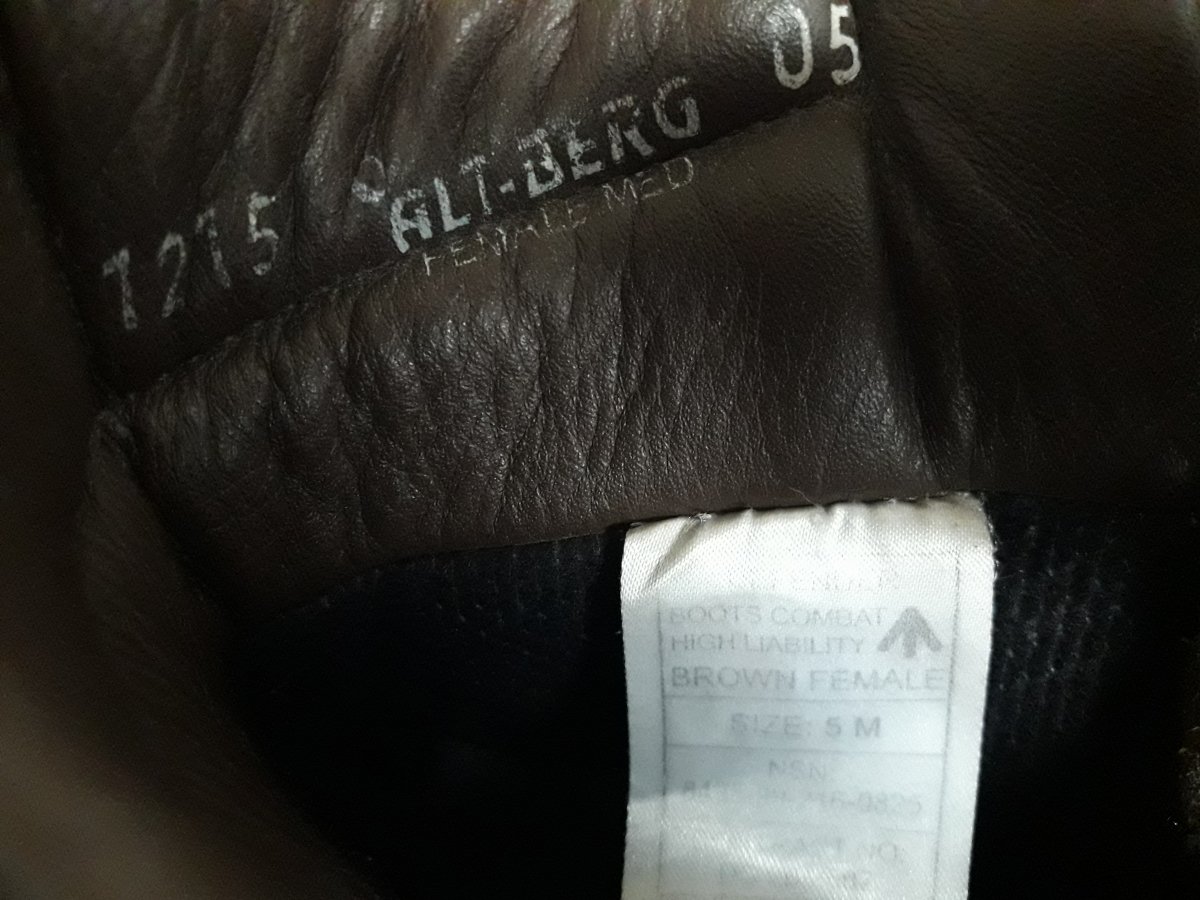 1215 ALT-BERG 05
FEMALE MED
BOOTS COMBAT
HIGH LIABILITY
BROWN FEMALE
SIZE: 5 M
NSN: